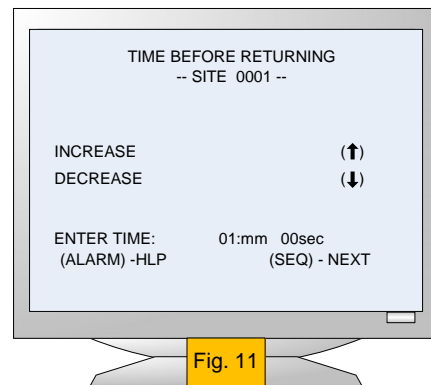 TIME BEFORE RETURNING
-- SITE 0001 --
INCREASE (⬆)
DECREASE (⬇)
ENTER TIME: 01:mm 00sec
(ALARM) -HLP (SEQ) - NEXT
Fig. 11